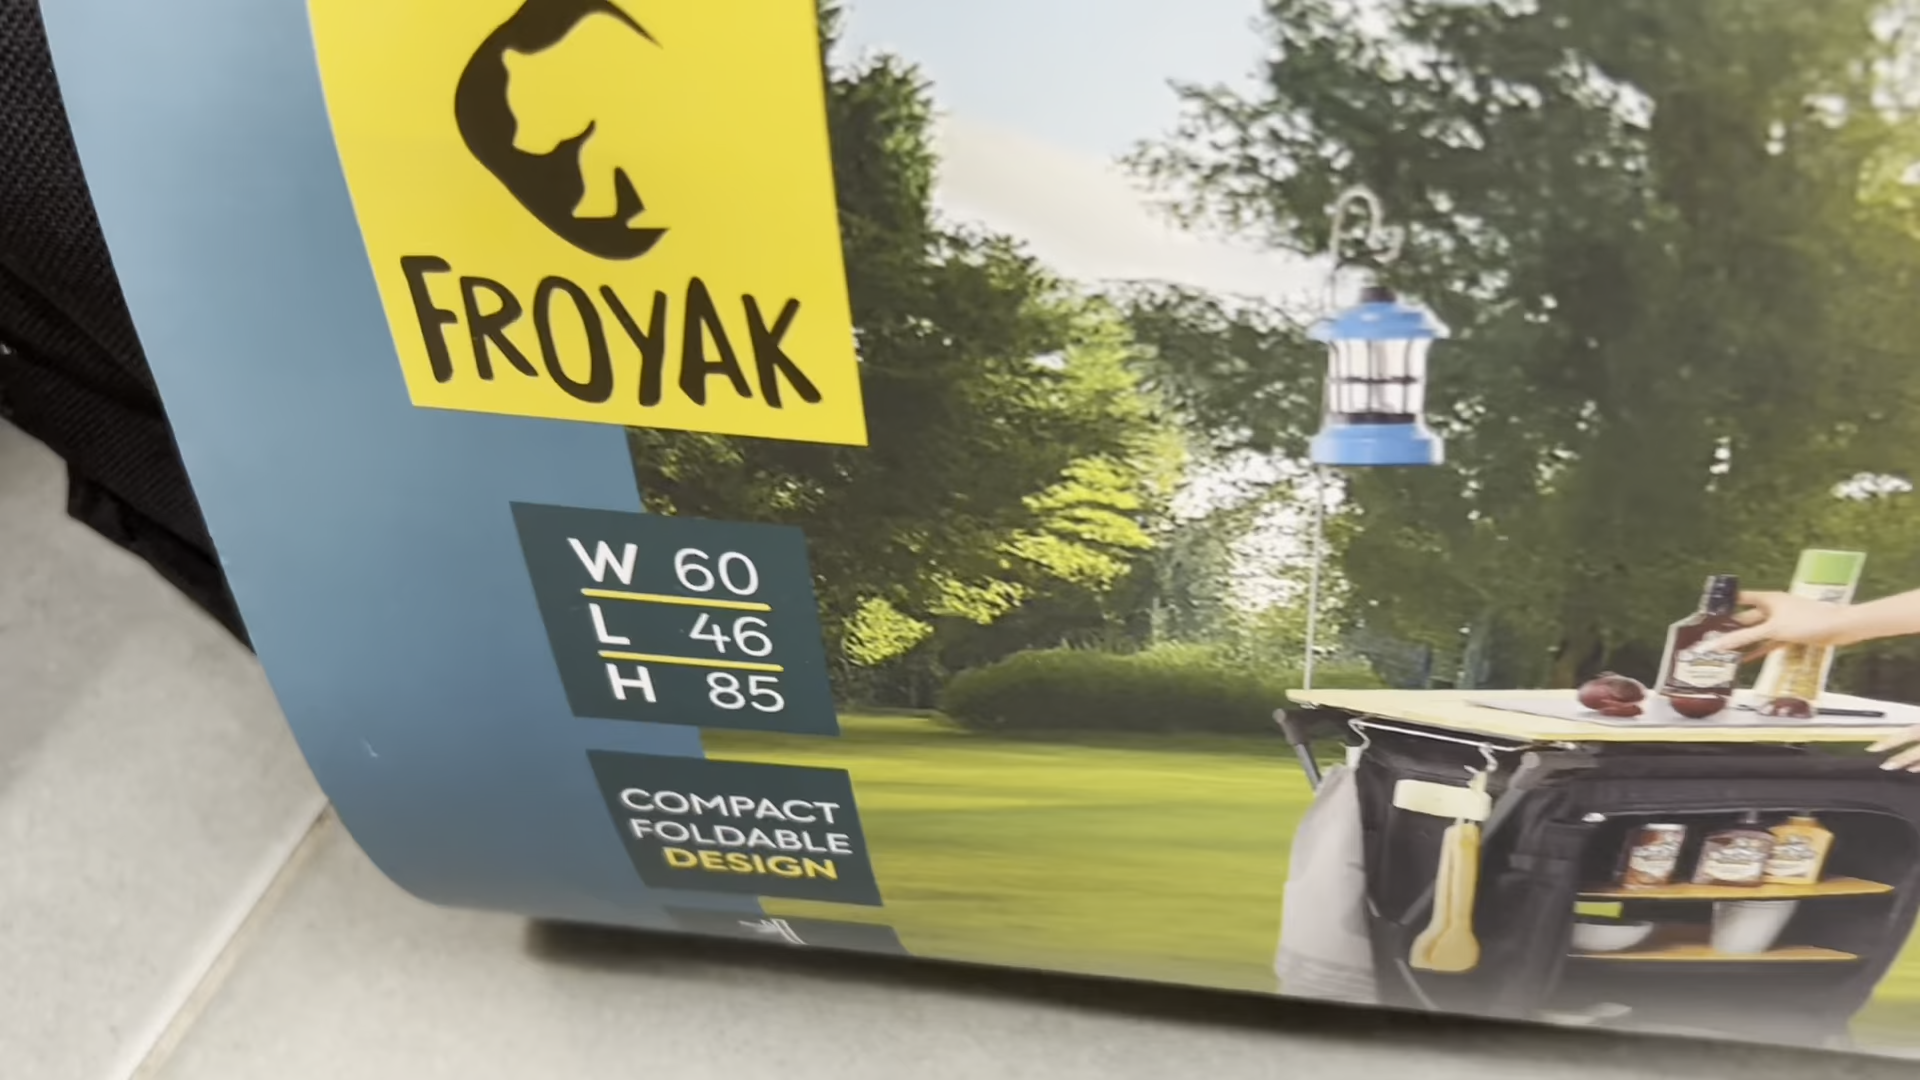 FROYAK
W 60
L 46
H 85
COMPACT
FOLDABLE
DESIGN